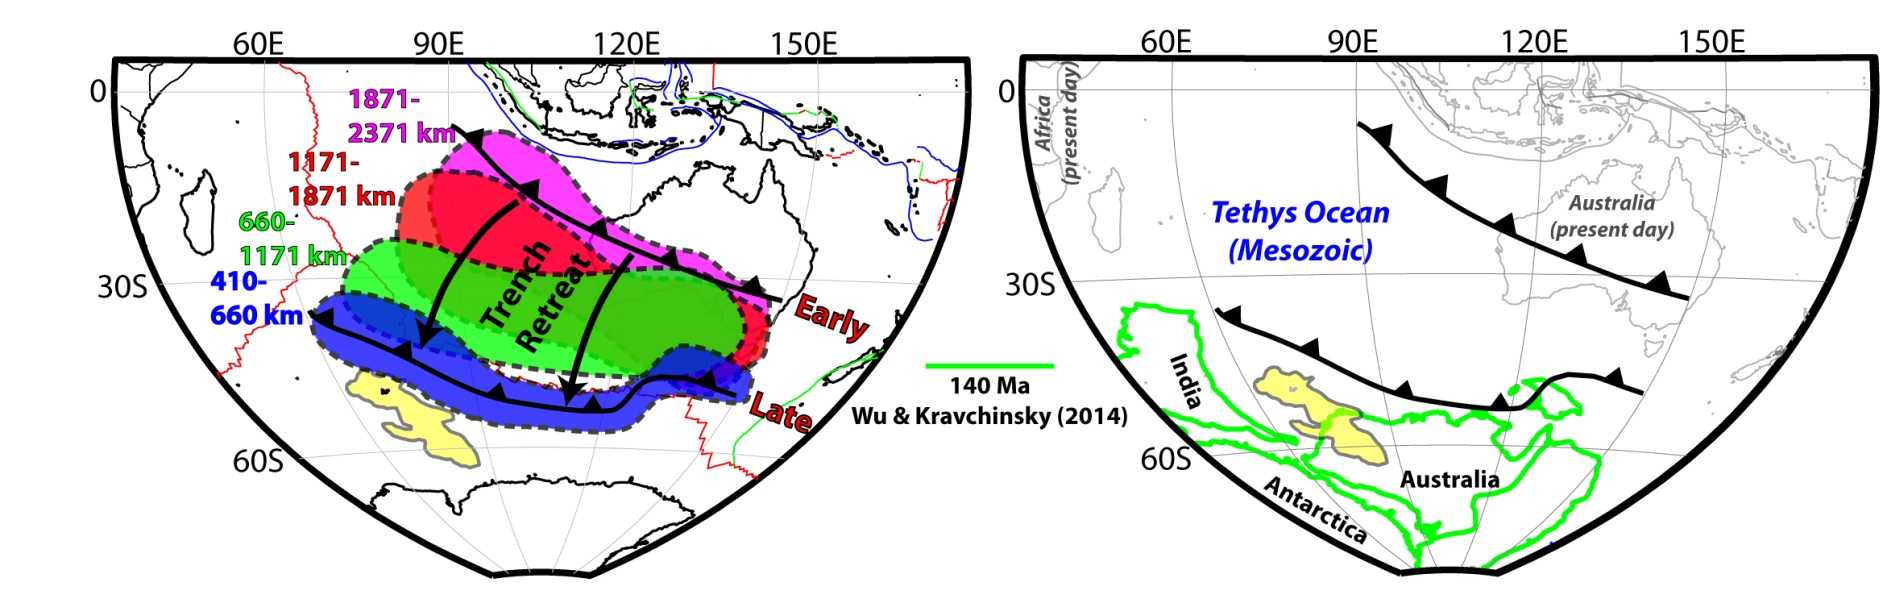 60E 90E 120E 150E
0
1871-
2371 km
1171-
1871 km
660-
1171 km
410-
660 km
30S
60S
Trench
Retreat
Early
Late
140 Ma
Wu & Kravchinsky (2014)
60E 90E 120E 150E
0
30S
60S
Africa
(present day)
Tethys Ocean
(Mesozoic)
Australia
(present day)
India
Australia
Antarctica